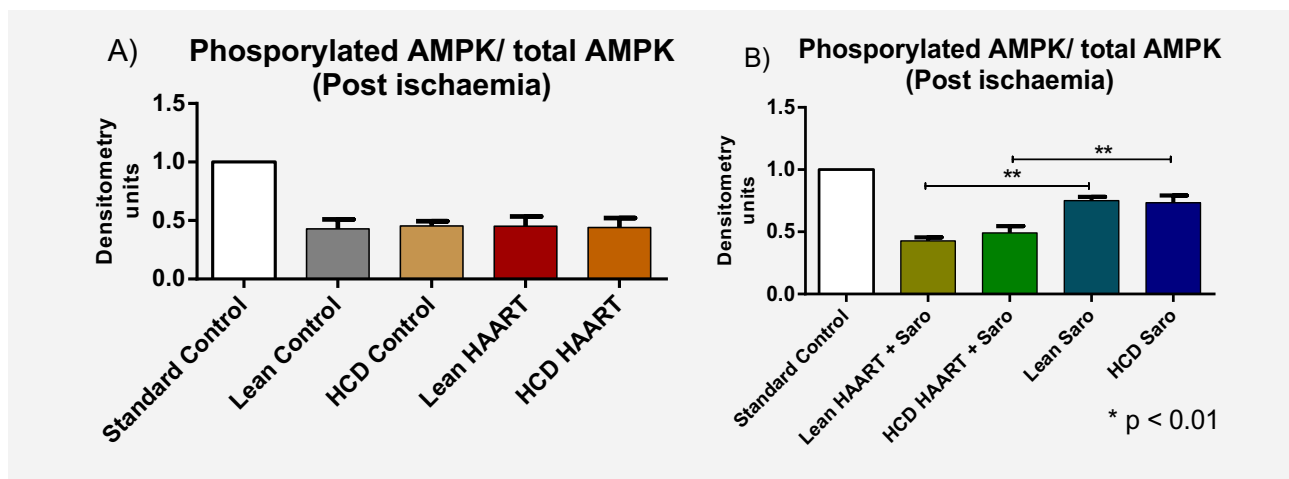 A)
Phosporylated AMPK/ total AMPK
(Post ischaemia)
Densitometry
units
1.5
1.0
0.5
0.0
Standard Control
Lean Control
HCD Control
Lean HAART
HCD HAART
B)
Phosphorylated AMPK/ total AMPK
(Post ischaemia)
Densitometry
units
1.5
1.0
0.5
0.0
**
**
Standard Control
Lean HAART + Saro
HCD HAART + Saro
Lean Saro
HCD Saro
* p < 0.01